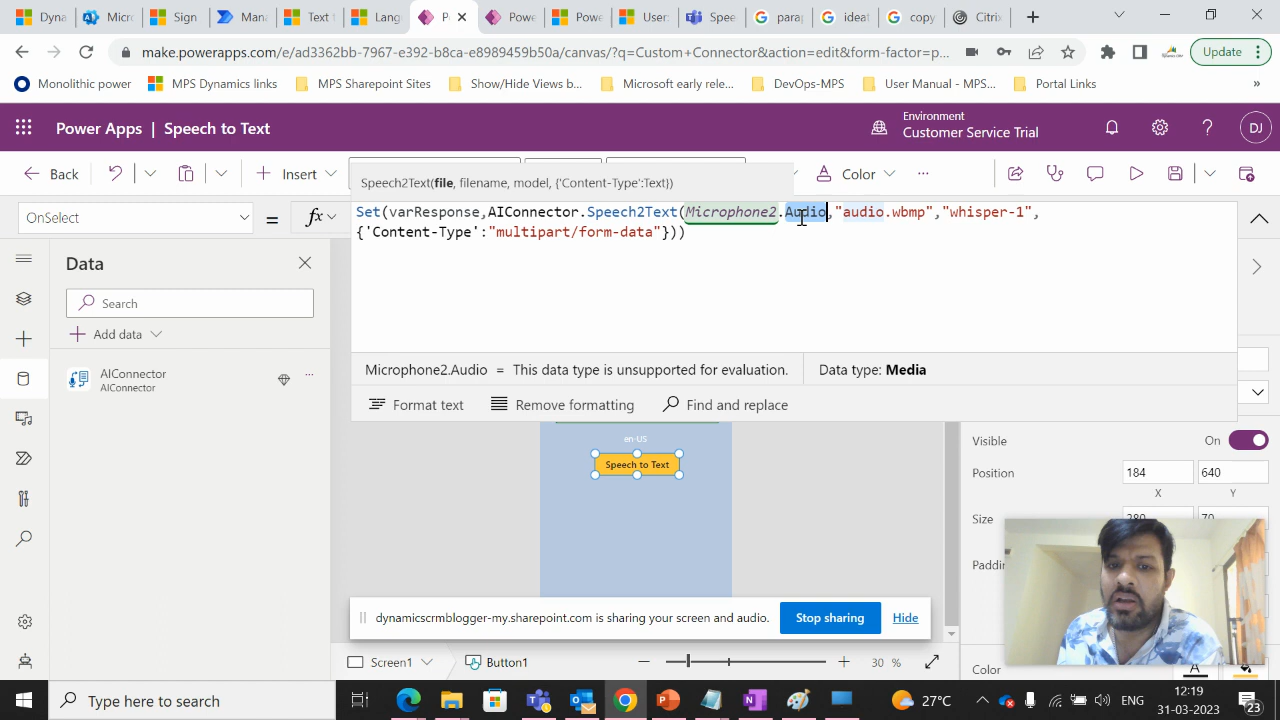 Dyna
Micro
Sign
Mana
Text t
Lang
Po
Powe
Powe
User
Spee
parap
ideat
copy
Citrix
make.powerapps.com/e/ad3362bb-7967-e392-b8ca-e8989459b50a/canvas/?q=Custom+Connector&action=edit&form-factor=p...
Update
Monolithic power
MPS Dynamics links
MPS Sharepoint Sites
Show/Hide Views b...
Microsoft early rele...
DevOps-MPS
User Manual - MPS...
Portal Links
»
Power Apps | Speech to Text
Environment
Customer Service Trial
DJ
Back
Insert
Color
...
Speech2Text(file, filename, model, {'Content-Type':Text})
OnSelect
=
fx
Set(varResponse,AIConnector.Speech2Text(Microphone2.Audio,"audio.wbmp","whisper-1",
{'Content-Type':"multipart/form-data"}))
Data
Search
Add data
AIConnector
AIConnector
...
Microphone2.Audio = This data type is unsupported for evaluation.
Data type: Media
Format text
Remove formatting
Find and replace
en-US
Speech to Text
Visible
On
Position
184
640
X
Y
Size
280
70
Paddin
Color
A
dynamicscrmblogger-my.sharepoint.com is sharing your screen and audio.
Stop sharing
Hide
Screen1
Button1
30 %
Type here to search
27°C
ENG
12:19
31-03-2023
23